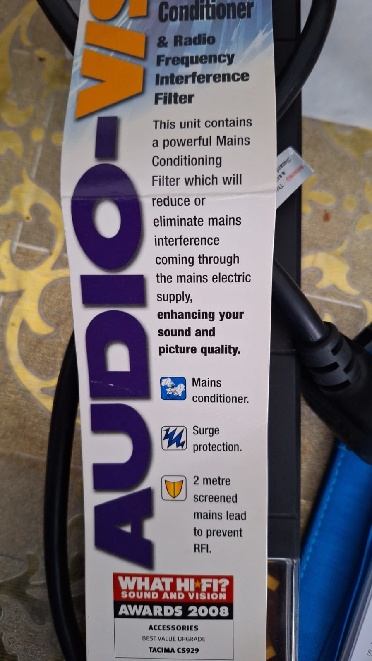 Conditioner
& Radio
Frequency
Interference
Filter
This unit contains
a powerful Mains
Conditioning
Filter which will
reduce or
eliminate mains
interference
coming through
the mains electric
supply,
enhancing your
sound and
picture quality.
Mains
conditioner.
Surge
protection.
2 metre
screened
mains lead
to prevent
RFI.
AUDIO-VIS
WHAT HI*FI?
SOUND AND VISION
AWARDS 2008
ACCESSORIES
BEST VALUE UPGRADE
TACIMA CS929